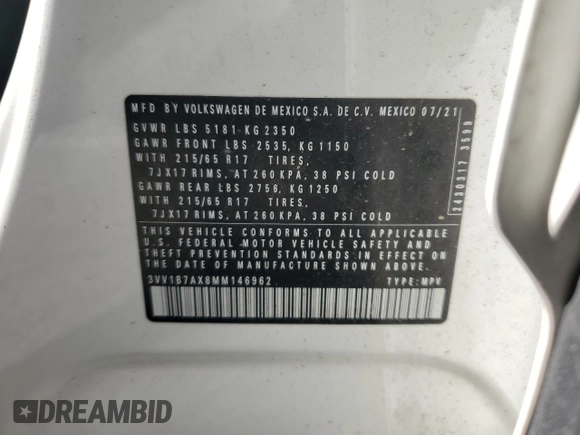 MFD BY VOLKSWAGEN DE MEXICO S.A. DE C.V. MEXICO 07/21
GVWR LBS 5181 KG 2350
GAWR FRONT LBS 2535, KG 1150
WITH 215/65 R17 TIRES,
7JX17 RIMS, AT 260 KPA, 38 PSI COLD
GAWR REAR LBS 2756, KG 1250
WITH 215/65 R17 TIRES,
7JX17 RIMS, AT 260 KPA, 38 PSI COLD
THIS VEHICLE CONFORMS TO ALL APPLICABLE
U.S. FEDERAL MOTOR VEHICLE SAFETY AND
THEFT PREVENTION STANDARDS IN EFFECT ON
THE DATE OF MANUFACTURE SHOWN ABOVE.
3VV1B7AX8MM146962 TYPE: MPV
2430317 3599
DREAMBID